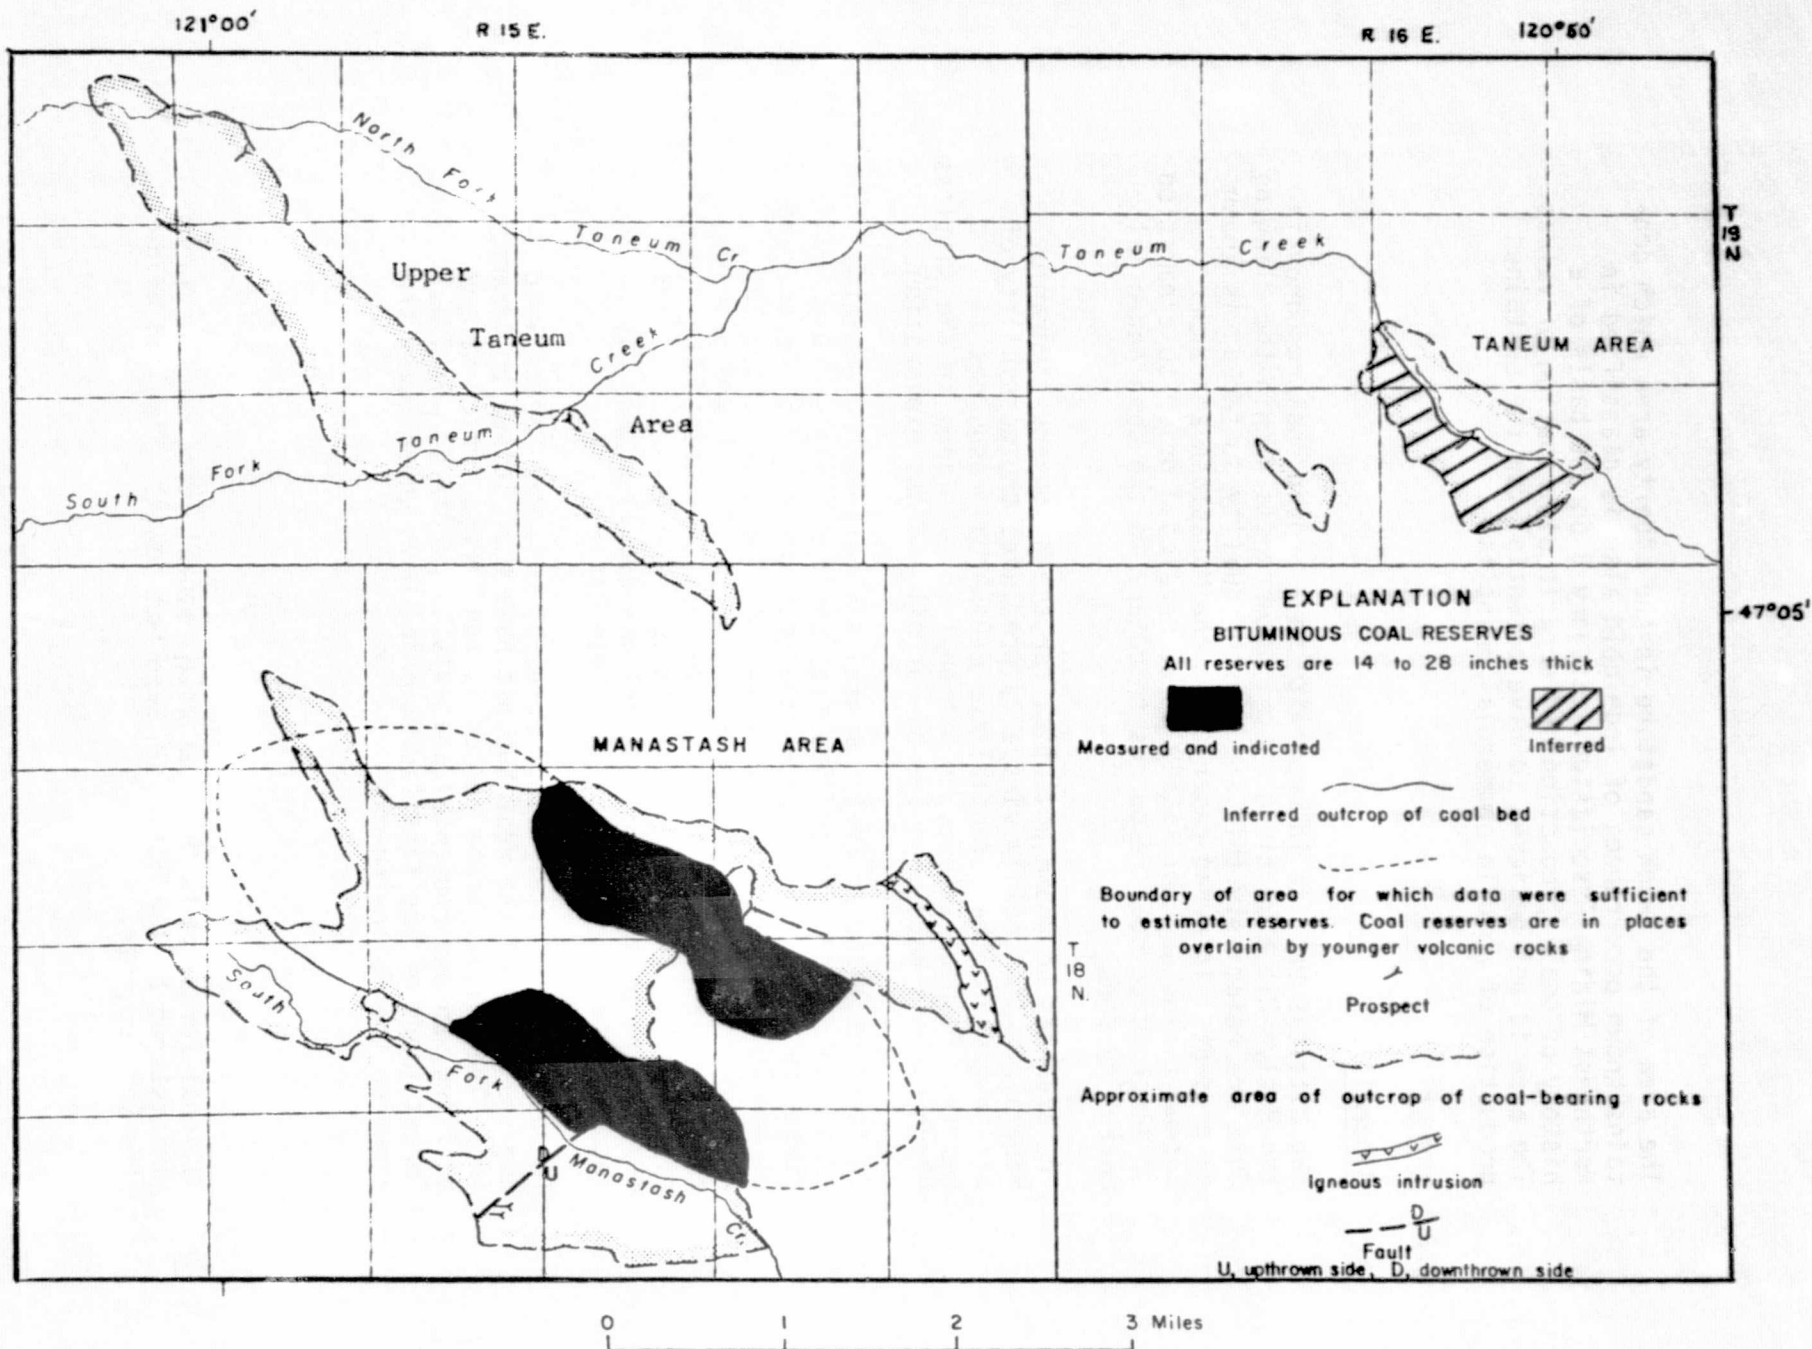 121°00′
R 15 E.
R 16 E.
120°50′
North Fork
Taneum Cr.
Taneum Creek
T
19
N
Upper
Taneum
Area
Creek
Taneum
Fork
South
TANEUM AREA
47°05′
EXPLANATION
BITUMINOUS COAL RESERVES
All reserves are 14 to 28 inches thick
Measured and indicated
Inferred
Inferred outcrop of coal bed
Boundary of area for which data were sufficient
to estimate reserves. Coal reserves are in places
overlain by younger volcanic rocks
Prospect
Approximate area of outcrop of coal-bearing rocks
Igneous intrusion
D
U
Fault
U, upthrown side, D, downthrown side
MANASTASH AREA
T
18
N.
South
Fork
D
U
Manastash
Cr.
0 1 2 3 Miles